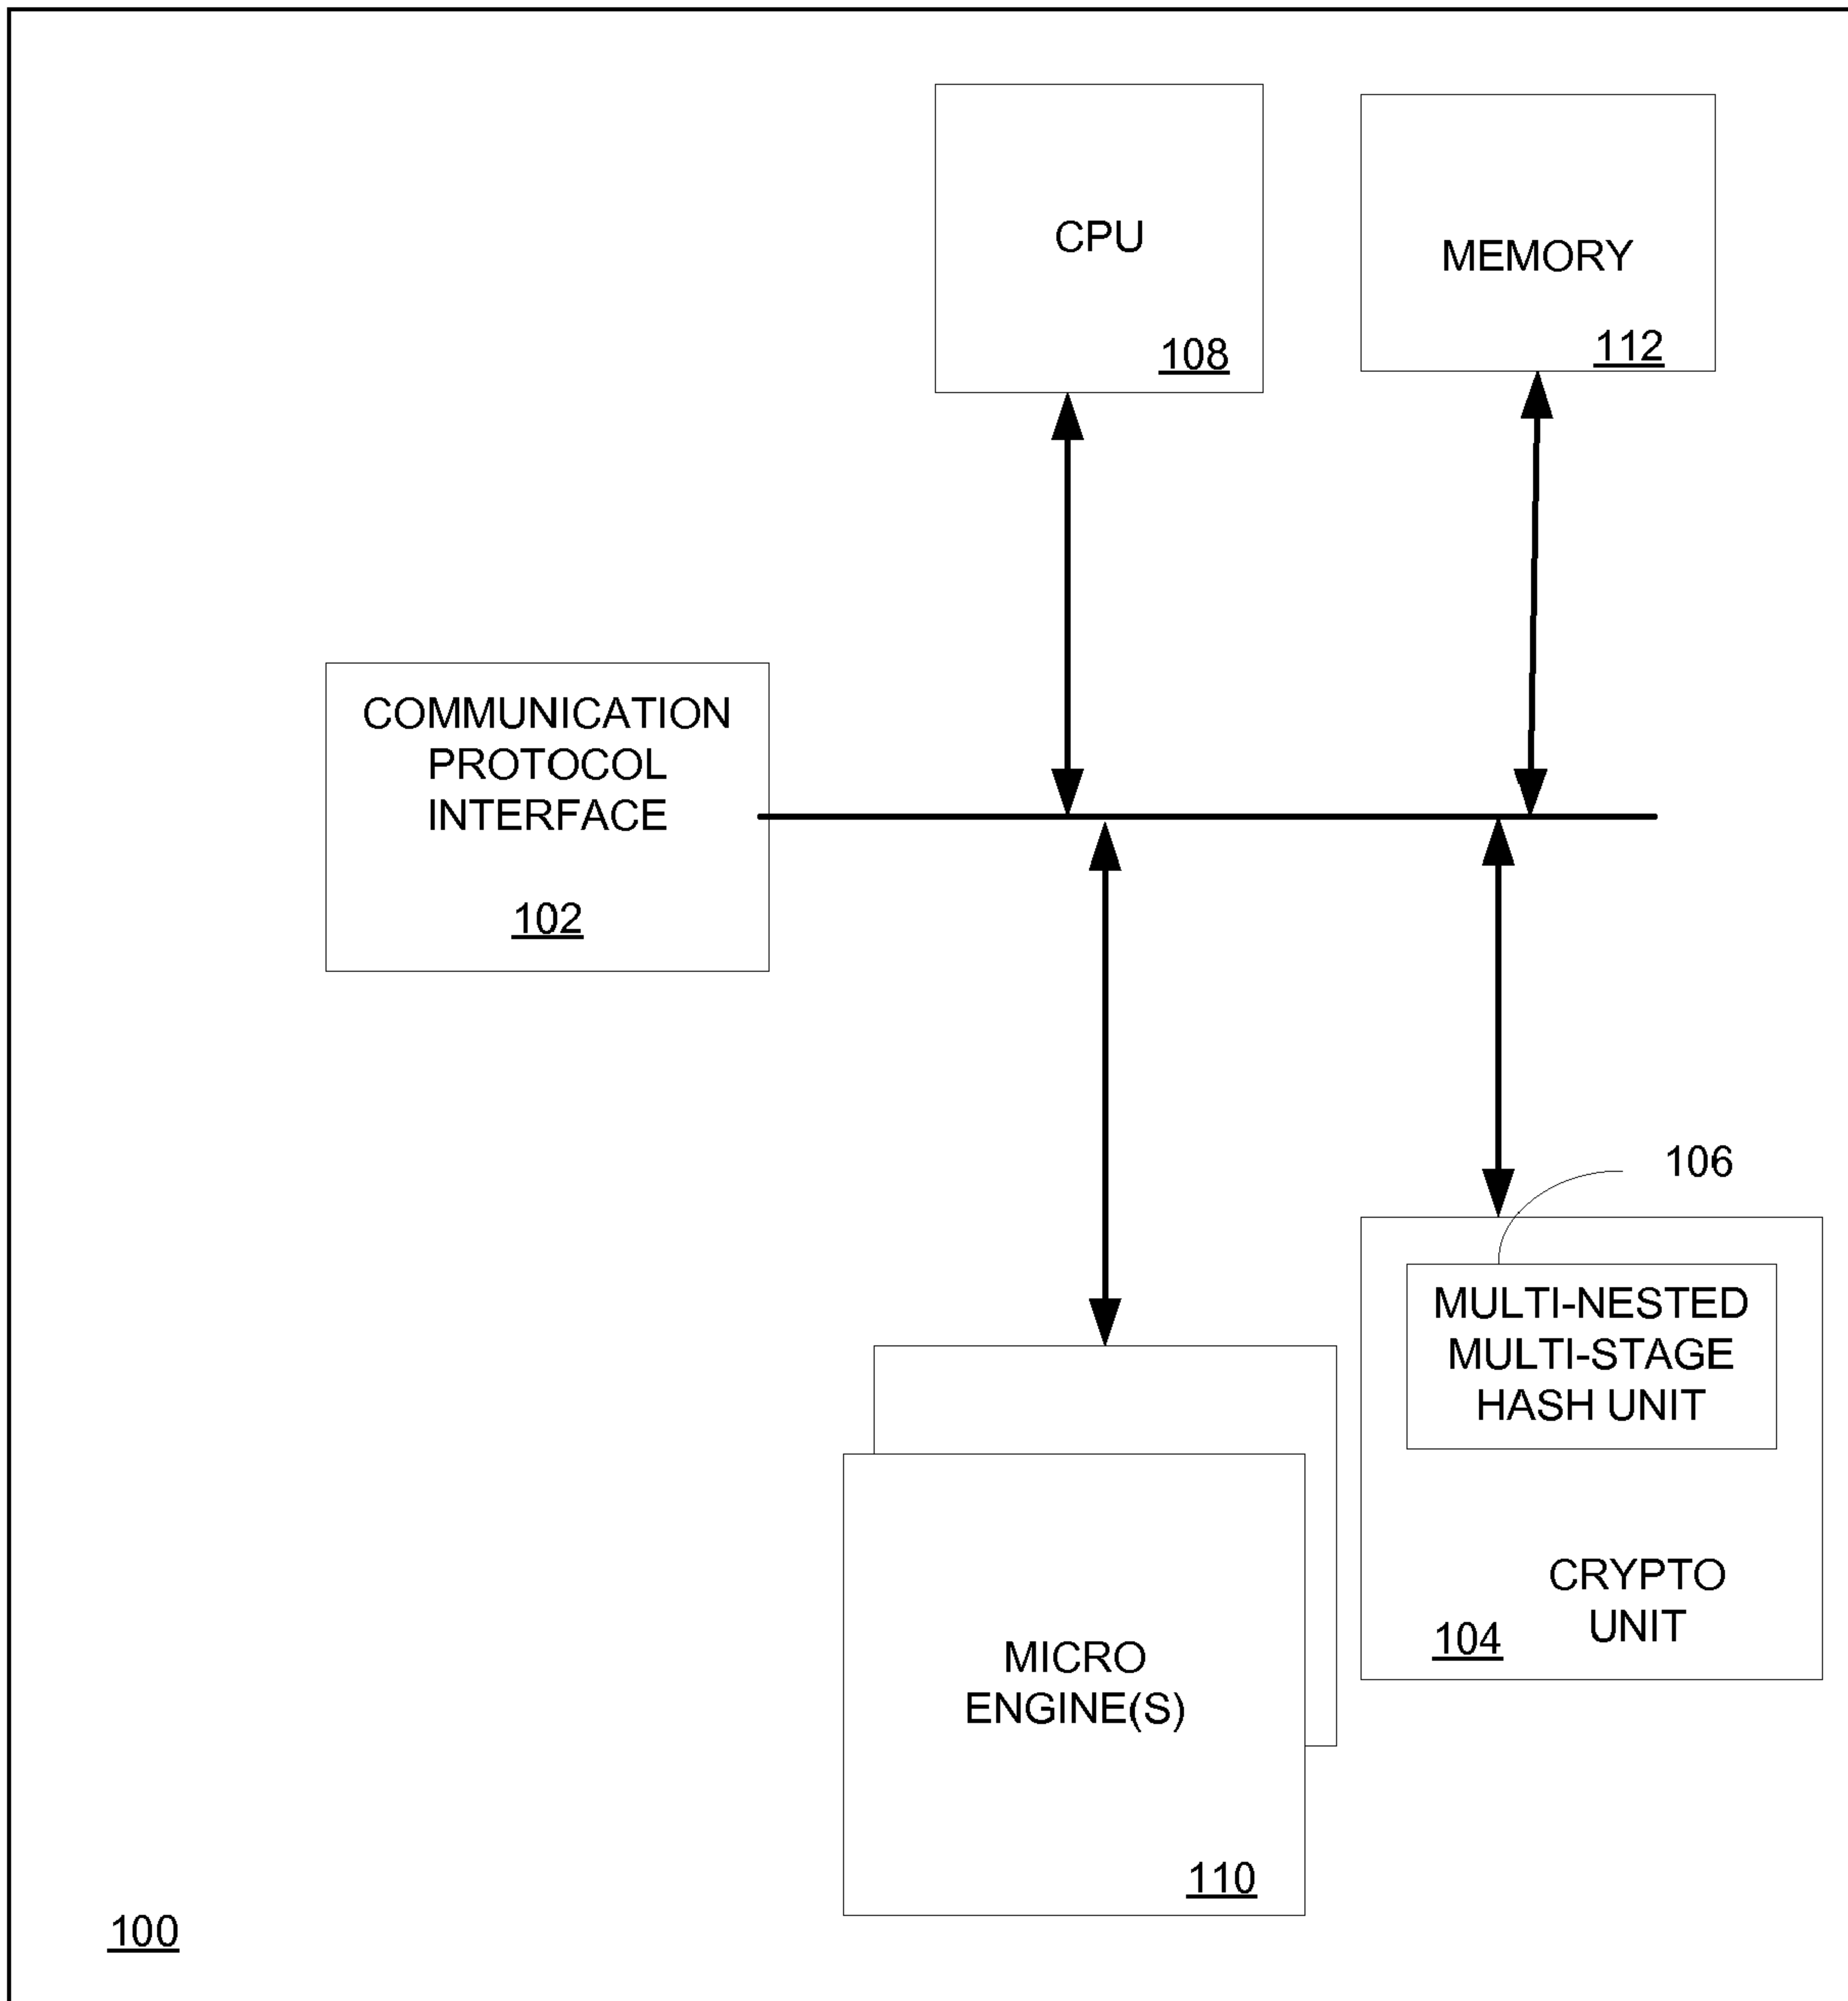 CPU
108
MEMORY
112
COMMUNICATION
PROTOCOL
INTERFACE
102
106
MULTI-NESTED
MULTI-STAGE
HASH UNIT
CRYPTO
UNIT
104
MICRO
ENGINE(S)
110
100